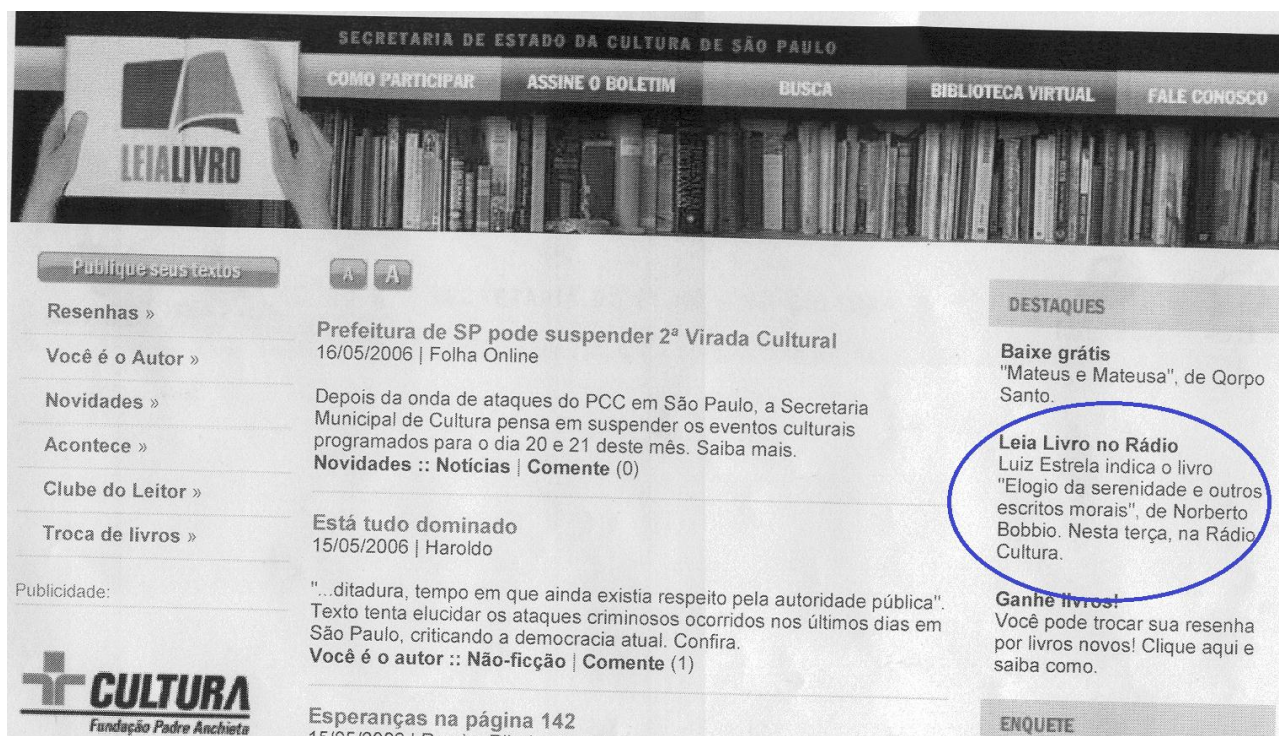 SECRETARIA DE ESTADO DA CULTURA DE SÃO PAULO
COMO PARTICIPAR
ASSINE O BOLETIM
BUSCA
BIBLIOTECA VIRTUAL
FALE CONOSCO
LEIALIVRO
Publique seus textos
Resenhas »
Você é o Autor »
Novidades »
Acontece »
Clube do Leitor »
Troca de livros »
Publicidade:
CULTURA
Fundação Padre Anchieta
A A
Prefeitura de SP pode suspender 2ª Virada Cultural
16/05/2006 | Folha Online
Depois da onda de ataques do PCC em São Paulo, a Secretaria
Municipal de Cultura pensa em suspender os eventos culturais
programados para o dia 20 e 21 deste mês. Saiba mais.
Novidades :: Notícias | Comente (0)
Está tudo dominado
15/05/2006 | Haroldo
"...ditadura, tempo em que ainda existia respeito pela autoridade pública".
Texto tenta elucidar os ataques criminosos ocorridos nos últimos dias em
São Paulo, criticando a democracia atual. Confira.
Você é o autor :: Não-ficção | Comente (1)
Esperanças na página 142
15/05/2006 |
DESTAQUES
Baixe grátis
"Mateus e Mateusa", de Qorpo
Santo.
Leia Livro no Rádio
Luiz Estrela indica o livro
"Elogio da serenidade e outros
escritos morais", de Norberto
Bobbio. Nesta terça, na Rádio
Cultura.
Ganhe livros!
Você pode trocar sua resenha
por livros novos! Clique aqui e
saiba como.
ENQUETE